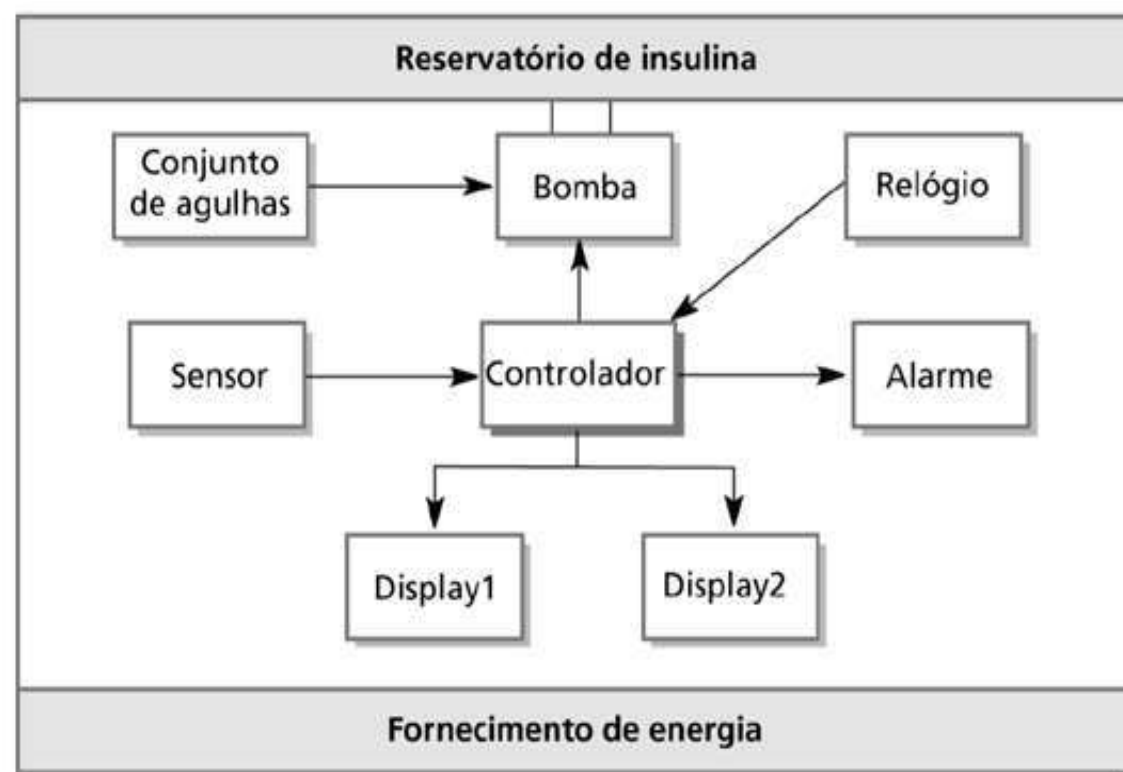 Reservatório de insulina
Conjunto
de agulhas
Bomba
Relógio
Sensor
Controlador
Alarme
Display1
Display2
Fornecimento de energia